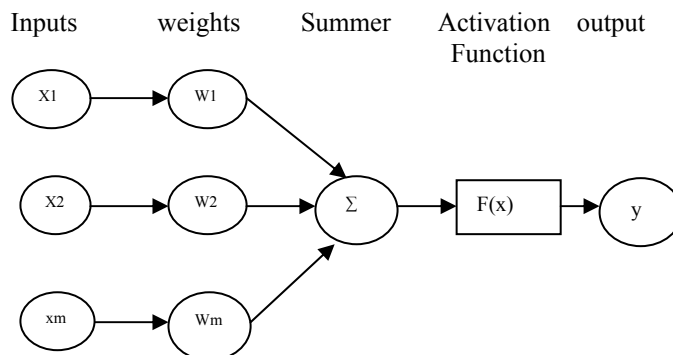 Inputs weights Summer Activation output
Function
X1 W1
X2 W2 Σ F(x) y
xm Wm